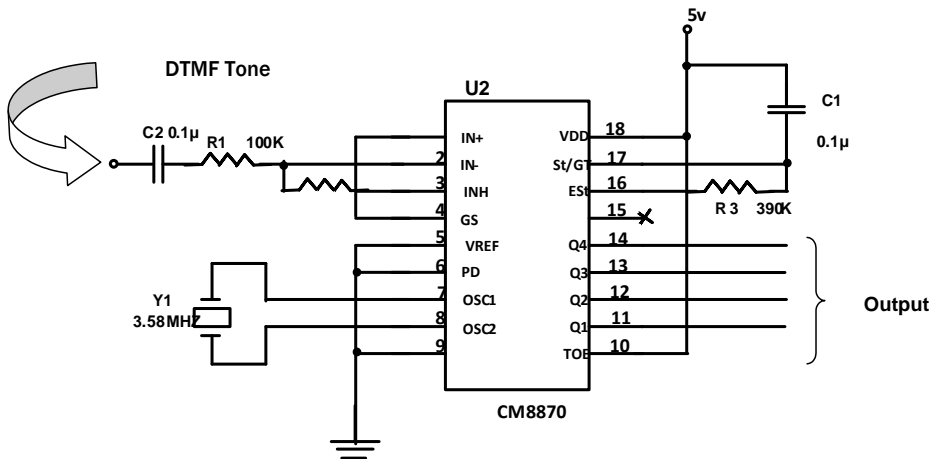 5v
DTMF Tone
U2
C1
0.1µ
C2 0.1µ
R1 100K
IN+
VDD 18
2 IN-
St/GT 17
3 INH
ESt 16
R 3 390K
4 GS
15
5 VREF
Q4 14
6 PD
Q3 13
7 OSC1
Q2 12
8 OSC2
Q1 11
9
TOE 10
Y1
3.58MHZ
Output
CM8870